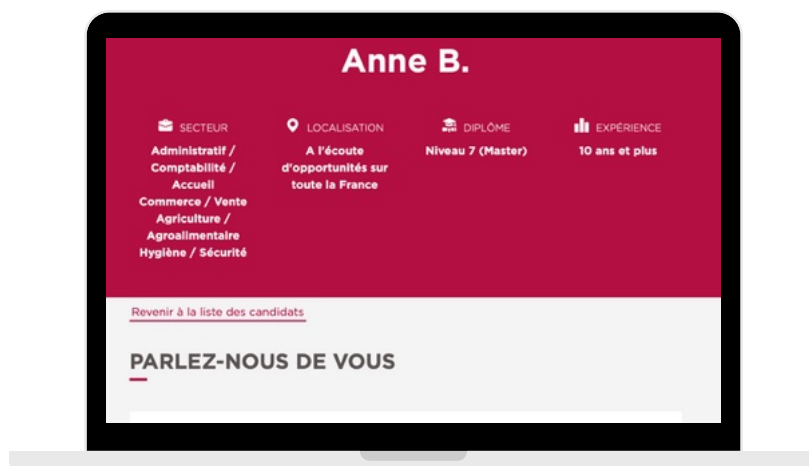 Anne B.
SECTEUR
Administratif /
Comptabilité /
Accueil
Commerce / Vente
Agriculture /
Agroalimentaire
Hygiène / Sécurité
LOCALISATION
A l'écoute
d'opportunités sur
toute la France
DIPLÔME
Niveau 7 (Master)
EXPÉRIENCE
10 ans et plus
Revenir à la liste des candidats
PARLEZ-NOUS DE VOUS